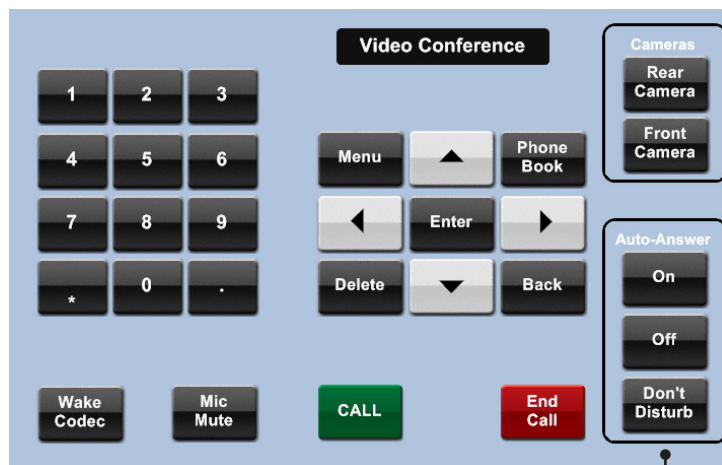 Video Conference
Cameras
Rear
Camera
Front
Camera
1 2 3
4 5 6
7 8 9
* 0 .
Menu
Phone
Book
Enter
Delete
Back
Auto-Answer
On
Off
Don't
Disturb
Wake
Codec
Mic
Mute
CALL
End
Call